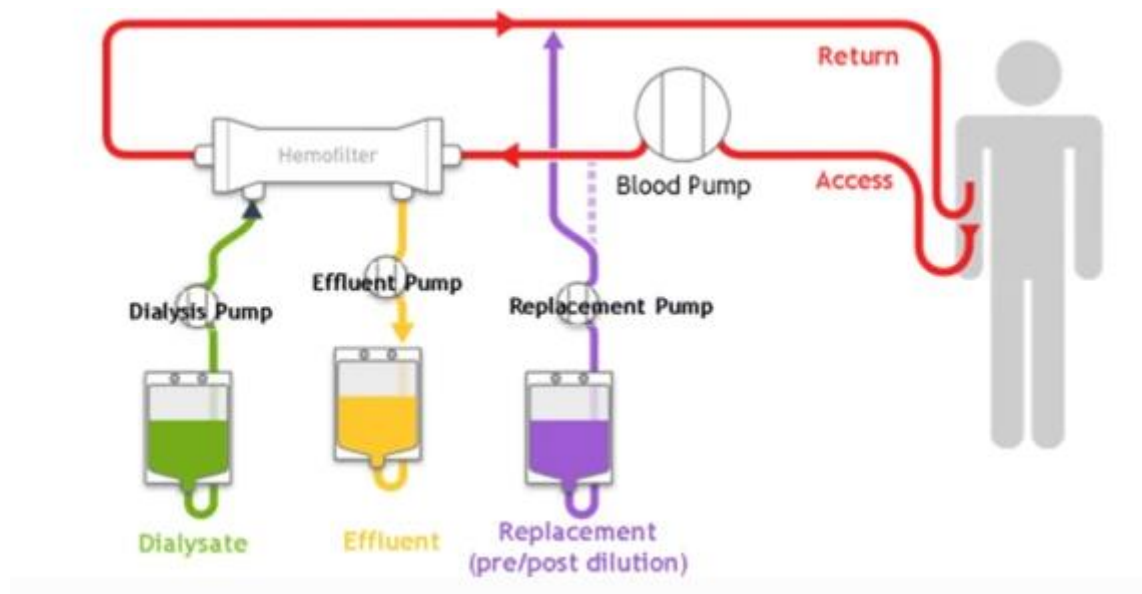 Return
Hemofilter
Blood Pump
Access
Effluent Pump
Dialysis Pump
Replacement Pump
Dialysate
Effluent
Replacement
(pre/post dilution)